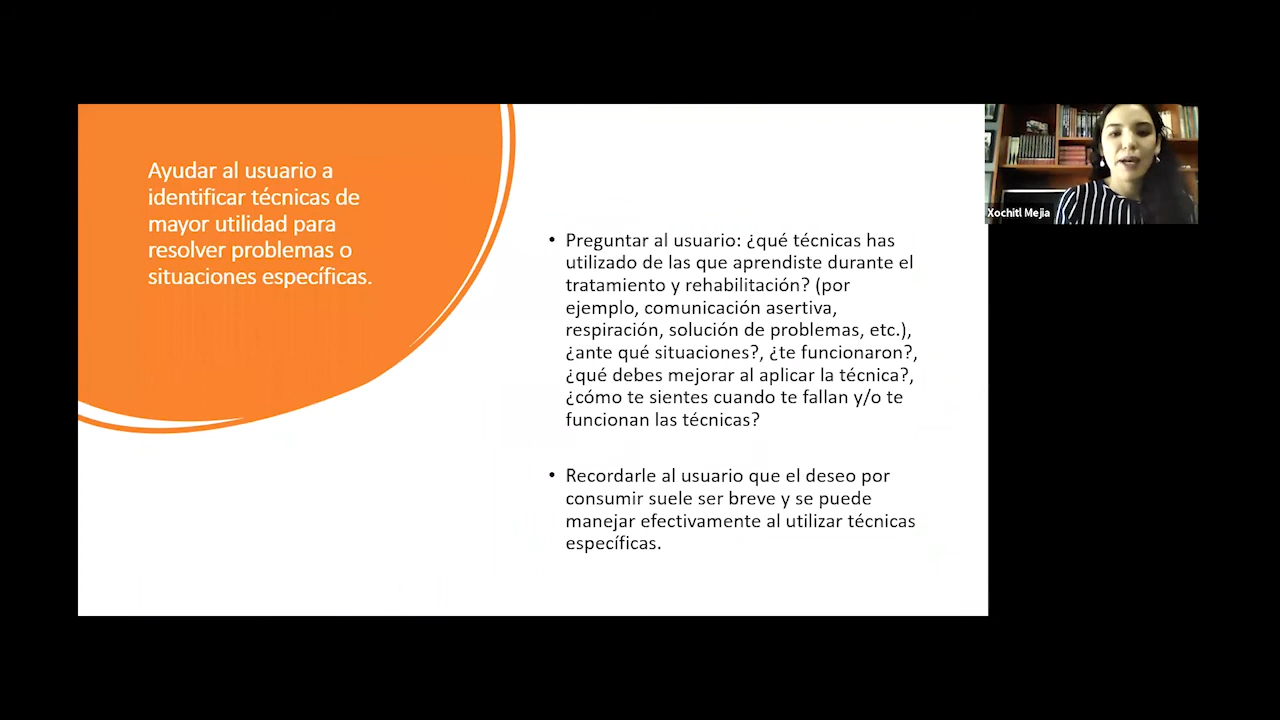 Ayudar al usuario a
identificar técnicas de
mayor utilidad para
resolver problemas o
situaciones específicas.
• Preguntar al usuario: ¿qué técnicas has
utilizado de las que aprendiste durante el
tratamiento y rehabilitación? (por
ejemplo, comunicación asertiva,
respiración, solución de problemas, etc.),
¿ante qué situaciones?, ¿te funcionaron?,
¿qué debes mejorar al aplicar la técnica?,
¿cómo te sientes cuando te fallan y/o te
funcionan las técnicas?
• Recordarle al usuario que el deseo por
consumir suele ser breve y se puede
manejar efectivamente al utilizar técnicas
específicas.
Xochitl Mejia